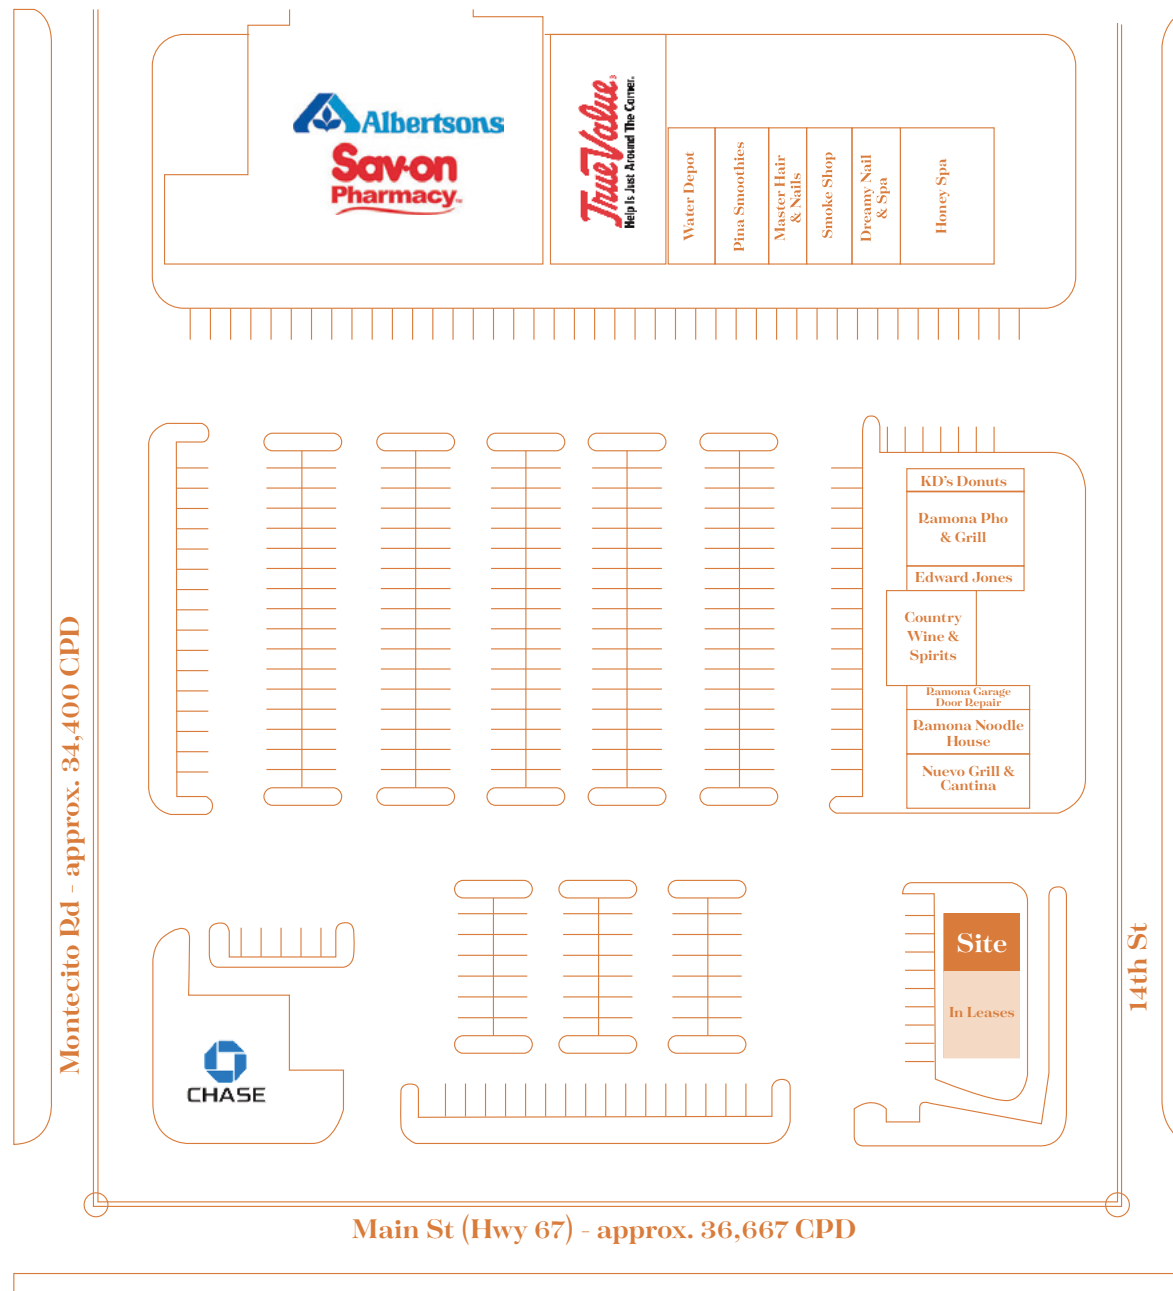 Albertsons
Sav-on
Pharmacy
True Value
Help Is Just Around The Corner.
Water Depot
Pina Smoothies
Master Hair
& Nails
Smoke Shop
Dreamy Nail
& Spa
Honey Spa
KD's Donuts
Ramona Pho
& Grill
Edward Jones
Country
Wine &
Spirits
Ramona Garage
Door Repair
Ramona Noodle
House
Nuevo Grill &
Cantina
Montecito Rd - approx. 34,400 CPD
Site
In Leases
14th St
CHASE
Main St (Hwy 67) - approx. 36,667 CPD